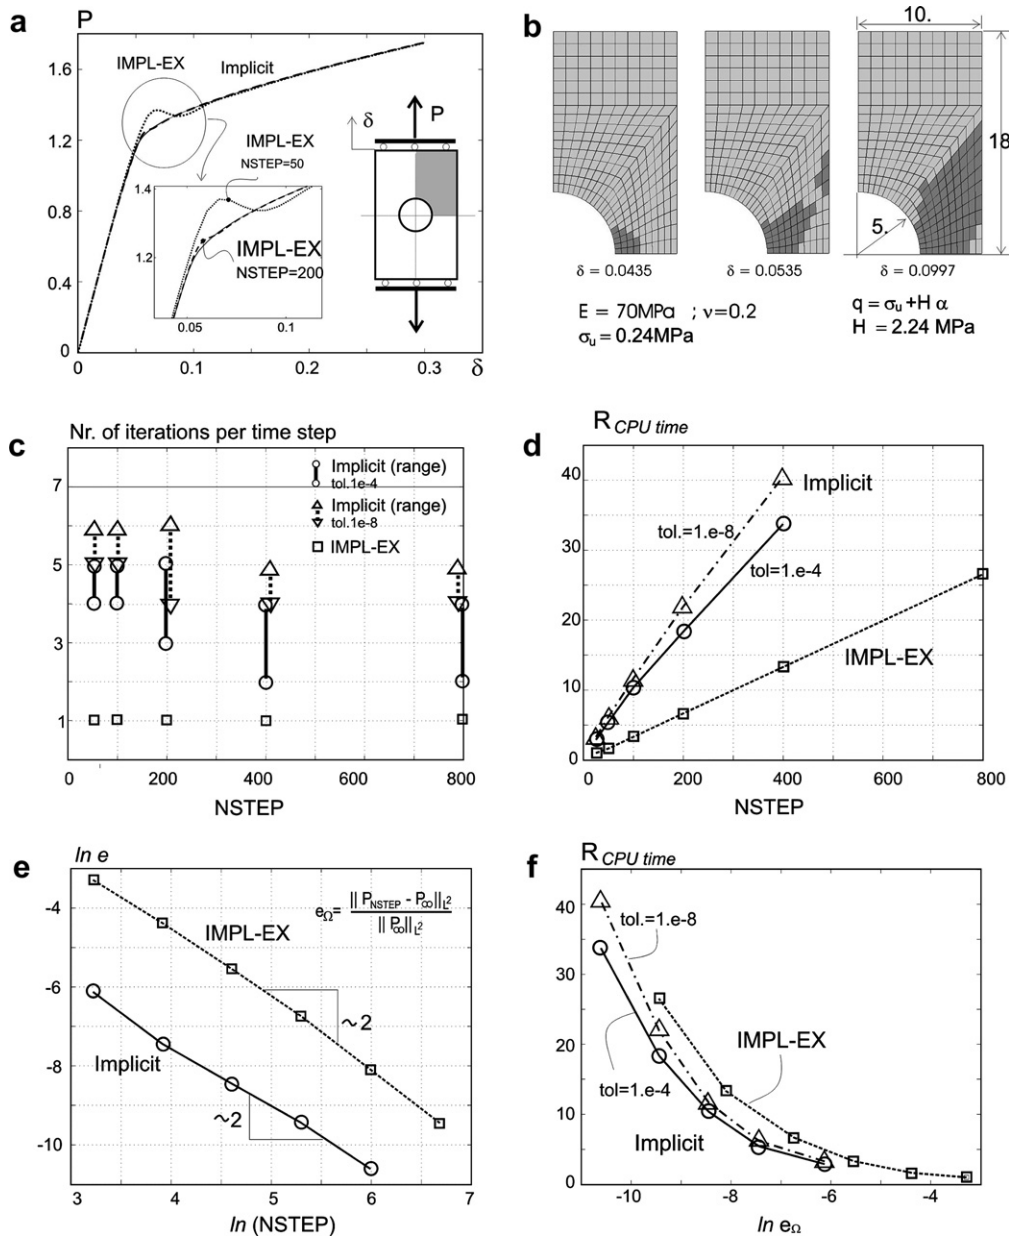 a
P
1.6
1.2
0.8
0.4
0
0
0.1
0.2
0.3
δ
IMPL-EX
Implicit
IMPL-EX
NSTEP=50
1.4
1.2
IMPL-EX
NSTEP=200
0.05
0.1
δ
P
b
10.
18
5.
δ = 0.0435
δ = 0.0535
δ = 0.0997
E = 70MPa ; ν=0.2
σu = 0.24MPa
q = σu+H α
H = 2.24 MPa
c
Nr. of iterations per time step
Implicit (range)
tol.1e-4
Implicit (range)
tol.1e-8
IMPL-EX
7
5
3
1
0
200
400
600
800
NSTEP
d
R CPU time
40
30
20
10
0
0
200
400
600
800
NSTEP
Implicit
tol.=1.e-8
tol=1.e-4
IMPL-EX
e
ln e
-4
-6
-8
-10
3
4
5
6
7
ln (NSTEP)
eΩ= || PNSTEP - P∞||L2 / || P∞||L2
IMPL-EX
~2
Implicit
~2
f
R CPU time
40
30
20
10
0
-10
-8
-6
-4
ln eΩ
tol.=1.e-8
IMPL-EX
tol=1.e-4
Implicit